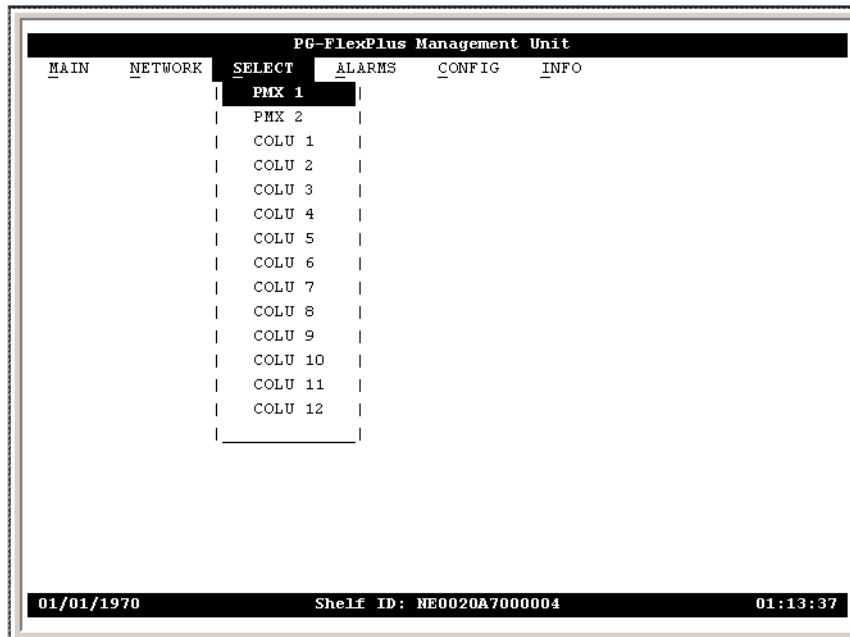 PG-FlexPlus Management Unit
MAIN NETWORK SELECT ALARMS CONFIG INFO
PMX 1
PMX 2
COLU 1
COLU 2
COLU 3
COLU 4
COLU 5
COLU 6
COLU 7
COLU 8
COLU 9
COLU 10
COLU 11
COLU 12
01/01/1970 Shelf ID: NE0020A7000004 01:13:37